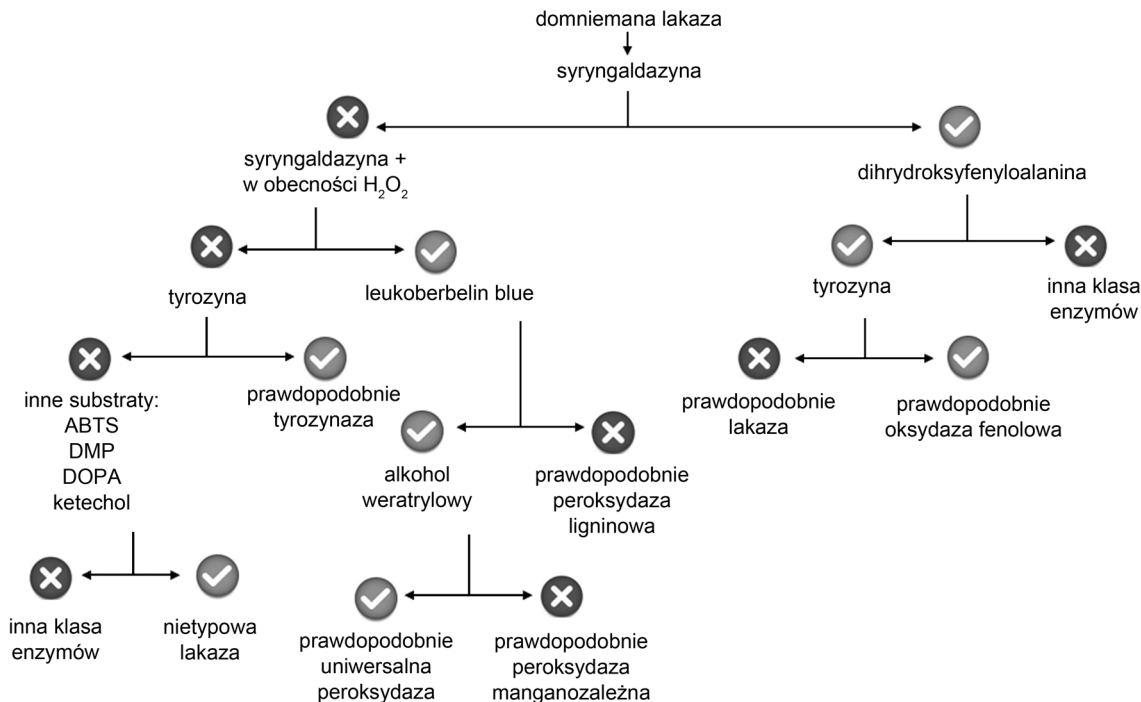 domniemana lakaza
syryngaldazyna
syryngaldazyna +
w obecności H₂O₂
dihrydroksyfenyloalanina
tyrozyna
leukoberbelin blue
tyrozyna
inna klasa
enzymów
inne substraty:
ABTS
DMP
DOPA
ketechol
prawdopodobnie
tyrozynaza
prawdopodobnie
lakaza
prawdopodobnie
oksydaza fenolowa
alkohol
weratrylowy
prawdopodobnie
peroksydaza
ligninowa
inna klasa
enzymów
nietypowa
lakaza
prawdopodobnie
uniwersalna
peroksydaza
prawdopodobnie
peroksydaza
manganozależna